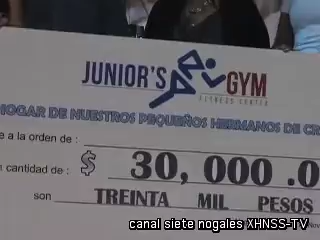 JUNIOR'S GYM
FITNESS CENTER
HOGAR DE NUESTROS PEQUEÑOS HERMANOS DE
e a la orden de :
n cantidad de : $ 30,000.0
son TREINTA MIL PESOS
canal siete nogales XHNSS-TV